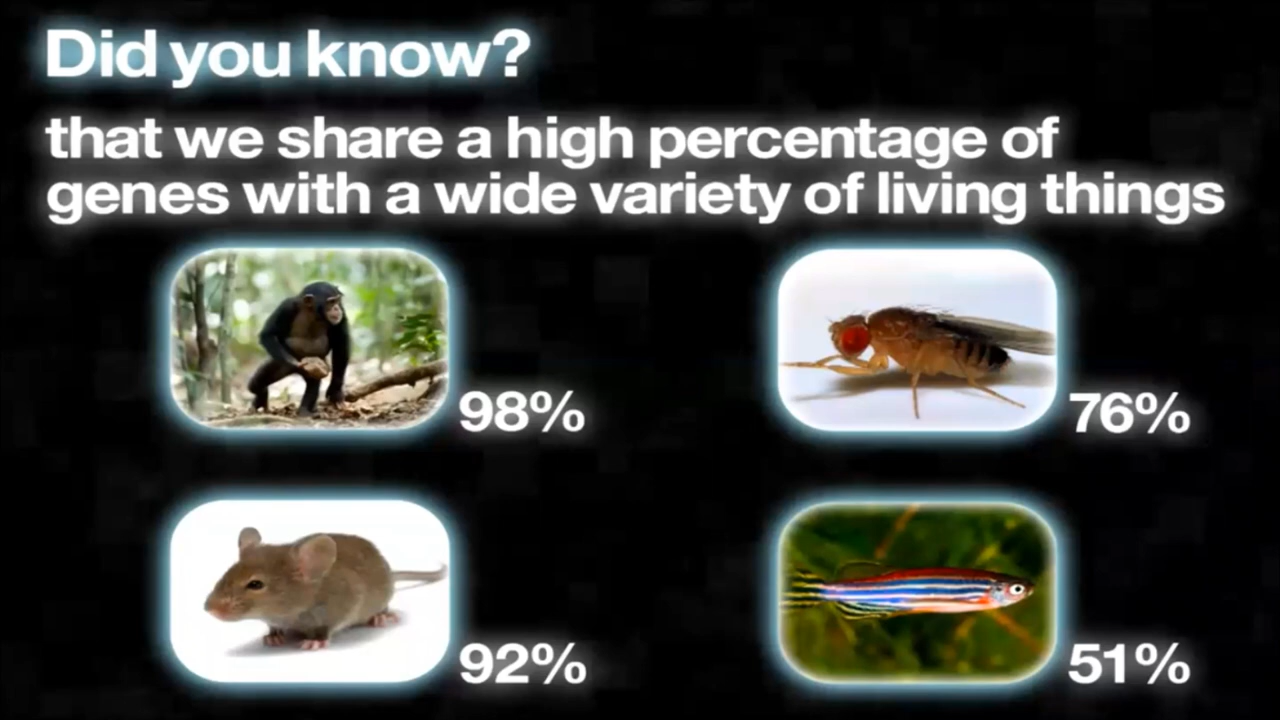 Did you know?
that we share a high percentage of
genes with a wide variety of living things
98%
76%
92%
51%